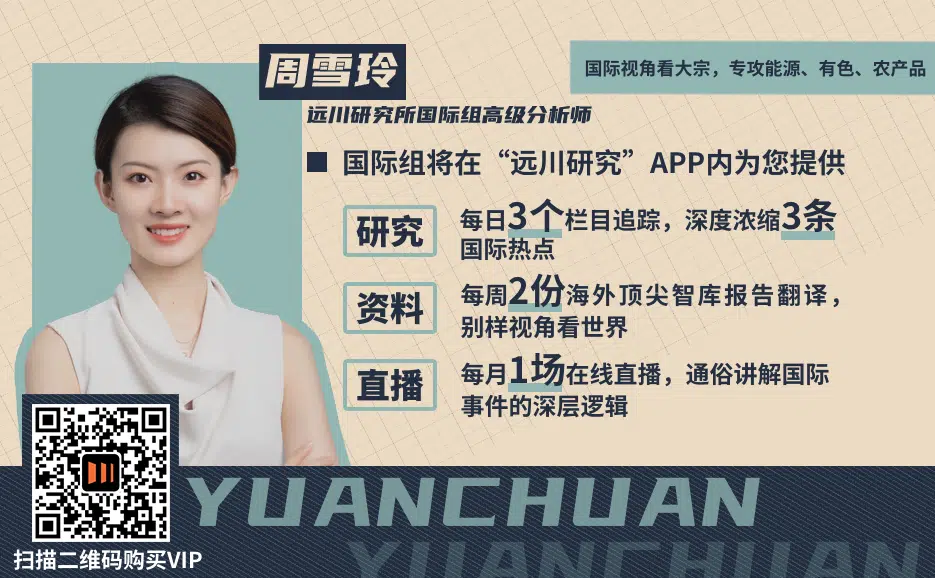 周雪玲
国际视角看大宗，专攻能源、有色、农产品
远川研究所国际组高级分析师
■ 国际组将在“远川研究”APP内为您提供
研究
每日3个栏目追踪，深度浓缩3条
国际热点
资料
每周2份海外顶尖智库报告翻译，
别样视角看世界
直播
每月1场在线直播，通俗讲解国际
事件的深层逻辑
YUANCHUAN
YUANCHUAN
扫描二维码购买VIP